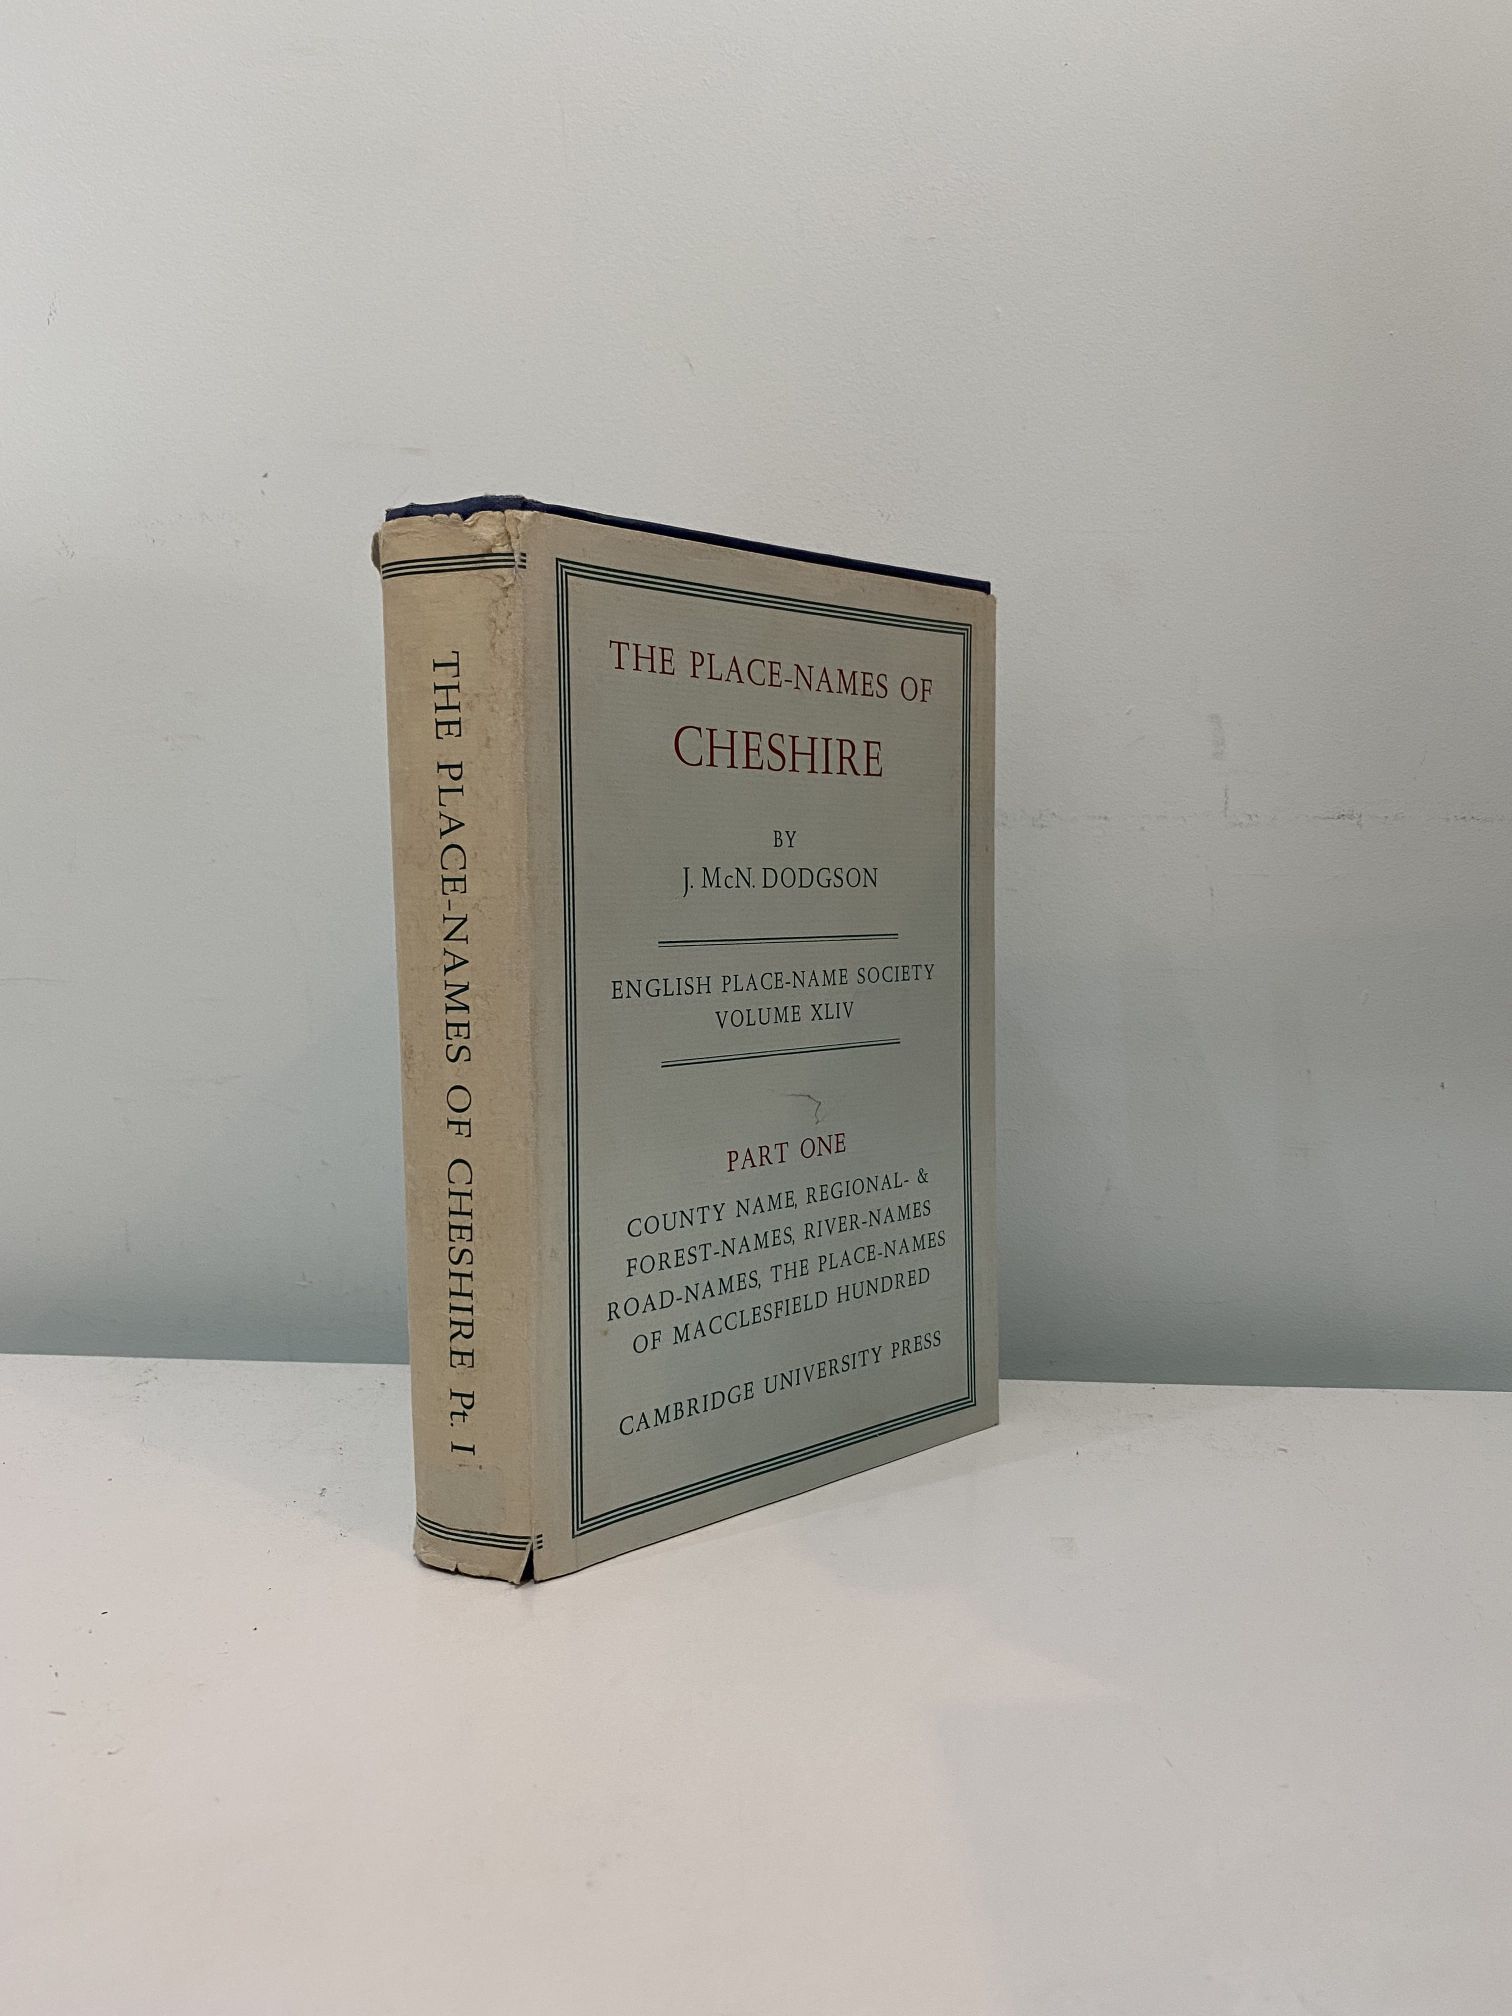 THE PLACE-NAMES OF CHESHIRE Pt. I
THE PLACE-NAMES OF
CHESHIRE
BY
J. McN. DODGSON
ENGLISH PLACE-NAME SOCIETY
VOLUME XLIV
PART ONE
COUNTY NAME, REGIONAL- &
FOREST-NAMES, RIVER-NAMES
ROAD-NAMES, THE PLACE-NAMES
OF MACCLESFIELD HUNDRED
CAMBRIDGE UNIVERSITY PRESS